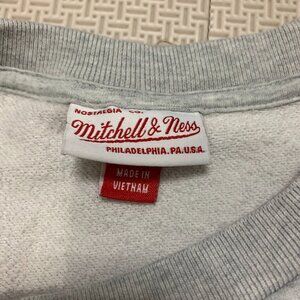 NOSTALGIA CO.
Mitchell & Ness
PHILADELPHIA, PA. U.S.A.
MADE IN
VIETNAM